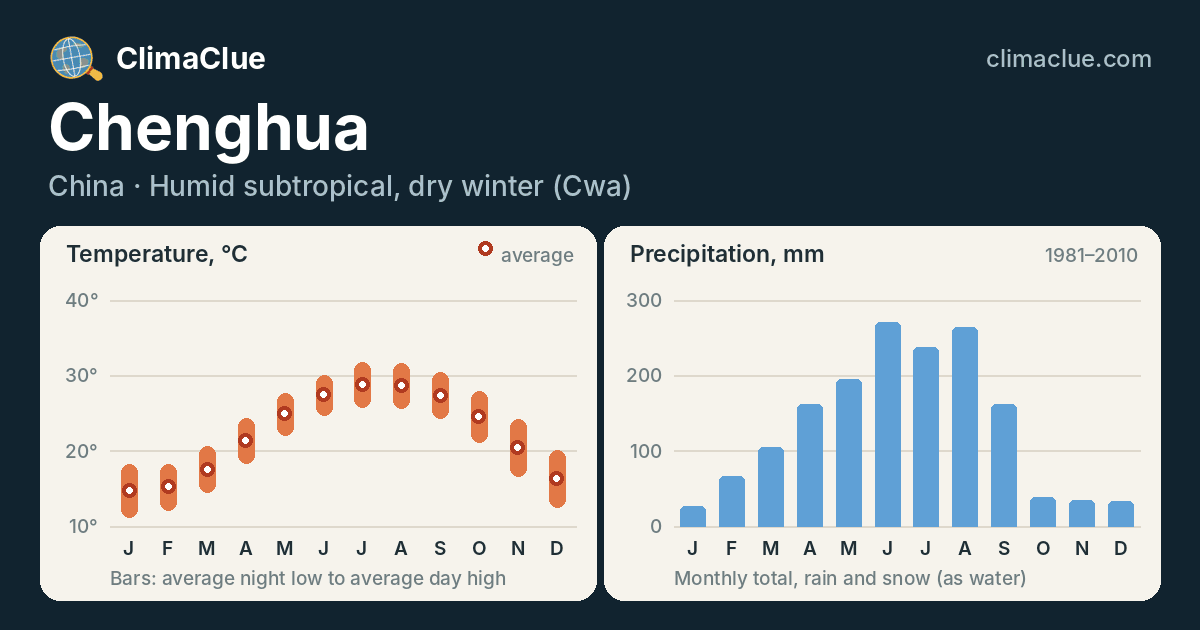 ClimaClue
climaclue.com
Chenghua
China · Humid subtropical, dry winter (Cwa)
Temperature, °C
average
40°
30°
20°
10°
J F M A M J J A S O N D
Bars: average night low to average day high
Precipitation, mm
1981–2010
300
200
100
0
J F M A M J J A S O N D
Monthly total, rain and snow (as water)